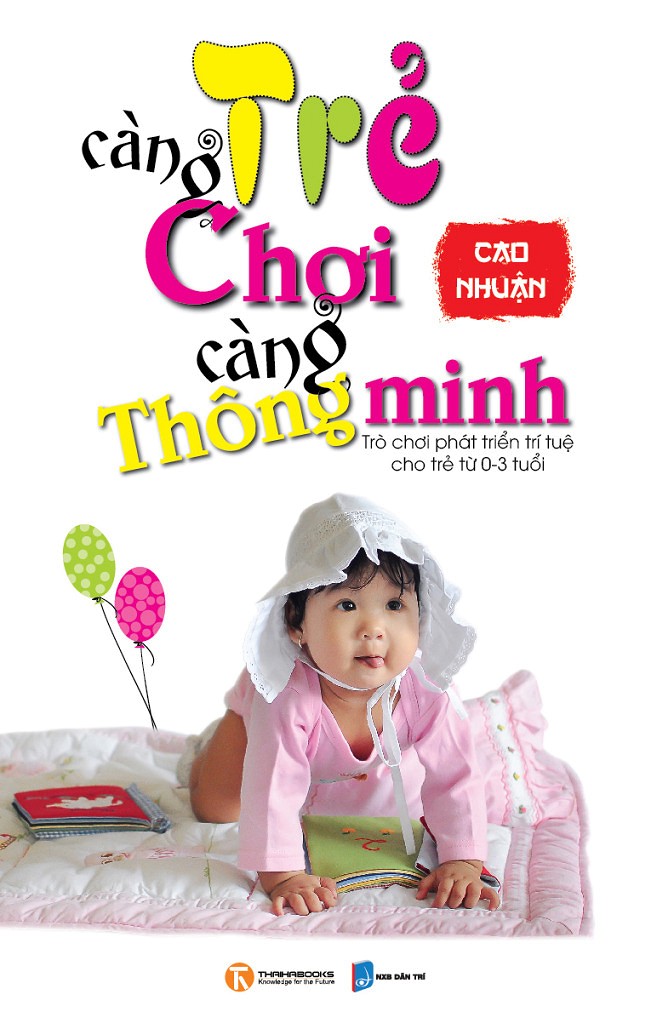 Trẻ
càng
Chơi
càng
Thông minh
CAO
NHUẬN
Trò chơi phát triển trí tuệ
cho trẻ từ 0-3 tuổi
THAIHABOOKS
Knowledge for the Future
NXB DÂN TRÍ